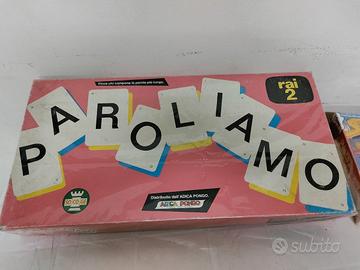 Vince chi compone la parola più lunga.
rai
2
PAROLIAMO
Distribuito dall'ADICA PONGO.
ADICA PONGO
subito